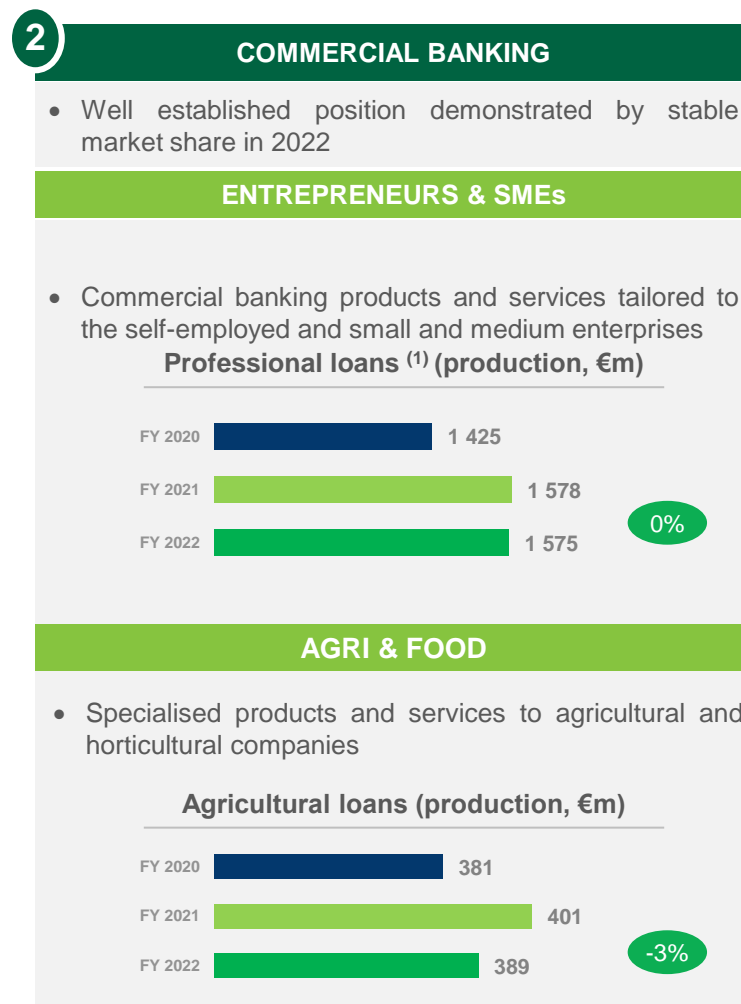 2
COMMERCIAL BANKING
• Well established position demonstrated by stable
market share in 2022
ENTREPRENEURS & SMEs
• Commercial banking products and services tailored to
the self-employed and small and medium enterprises
Professional loans (1) (production, €m)
FY 2020 1 425
FY 2021 1 578
FY 2022 1 575
0%
AGRI & FOOD
• Specialised products and services to agricultural and
horticultural companies
Agricultural loans (production, €m)
FY 2020 381
FY 2021 401
FY 2022 389
-3%